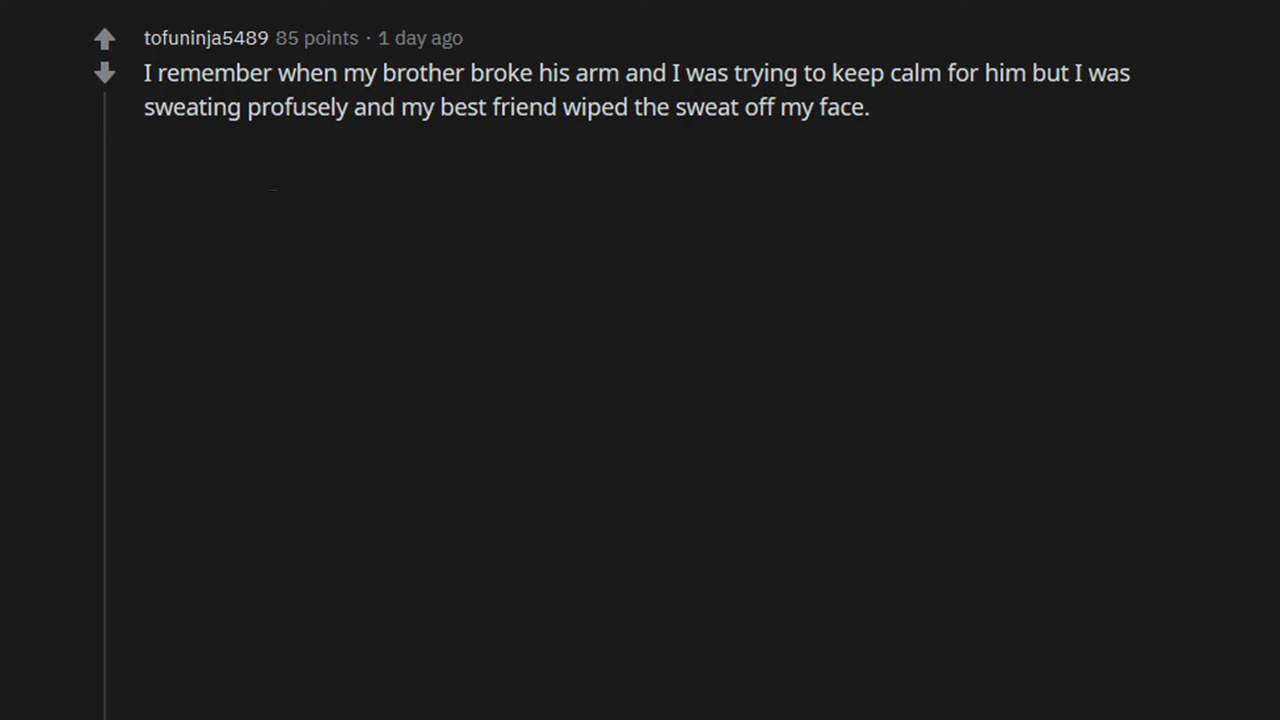 tofuninja5489 85 points · 1 day ago
I remember when my brother broke his arm and I was trying to keep calm for him but I was
sweating profusely and my best friend wiped the sweat off my face.